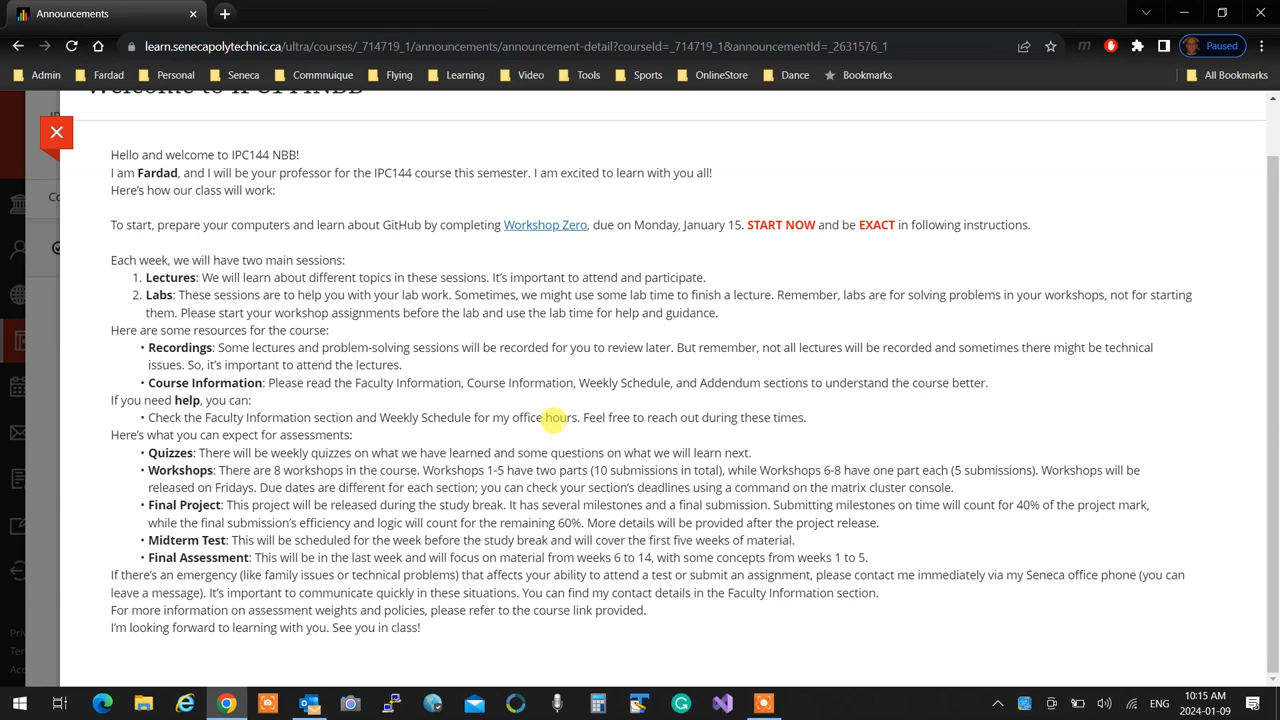 Announcements
learn.senecapolytechnic.ca/ultra/courses/_714719_1/announcements/announcement-detail?courseId=_714719_1&announcementId=_2631576_1
Paused
Admin Fardad Personal Seneca Communique Flying Learning Video Tools Sports OnlineStore Dance Bookmarks All Bookmarks
Hello and welcome to IPC144 NBB!
I am Fardad, and I will be your professor for the IPC144 course this semester. I am excited to learn with you all!
Here's how our class will work:
To start, prepare your computers and learn about GitHub by completing Workshop Zero, due on Monday, January 15. START NOW and be EXACT in following instructions.
Each week, we will have two main sessions:
1. Lectures: We will learn about different topics in these sessions. It's important to attend and participate.
2. Labs: These sessions are to help you with your lab work. Sometimes, we might use some lab time to finish a lecture. Remember, labs are for solving problems in your workshops, not for starting
them. Please start your workshop assignments before the lab and use the lab time for help and guidance.
Here are some resources for the course:
• Recordings: Some lectures and problem-solving sessions will be recorded for you to review later. But remember, not all lectures will be recorded and sometimes there might be technical
issues. So, it's important to attend the lectures.
• Course Information: Please read the Faculty Information, Course Information, Weekly Schedule, and Addendum sections to understand the course better.
If you need help, you can:
• Check the Faculty Information section and Weekly Schedule for my office hours. Feel free to reach out during these times.
Here's what you can expect for assessments:
• Quizzes: There will be weekly quizzes on what we have learned and some questions on what we will learn next.
• Workshops: There are 8 workshops in the course. Workshops 1-5 have two parts (10 submissions in total), while Workshops 6-8 have one part each (5 submissions). Workshops will be
released on Fridays. Due dates are different for each section; you can check your section's deadlines using a command on the matrix cluster console.
• Final Project: This project will be released during the study break. It has several milestones and a final submission. Submitting milestones on time will count for 40% of the project mark,
while the final submission's efficiency and logic will count for the remaining 60%. More details will be provided after the project release.
• Midterm Test: This will be scheduled for the week before the study break and will cover the first five weeks of material.
• Final Assessment: This will be in the last week and will focus on material from weeks 6 to 14, with some concepts from weeks 1 to 5.
If there's an emergency (like family issues or technical problems) that affects your ability to attend a test or submit an assignment, please contact me immediately via my Seneca office phone (you can
leave a message). It's important to communicate quickly in these situations. You can find my contact details in the Faculty Information section.
For more information on assessment weights and policies, please refer to the course link provided.
I'm looking forward to learning with you. See you in class!
ENG
10:15 AM
2024-01-09